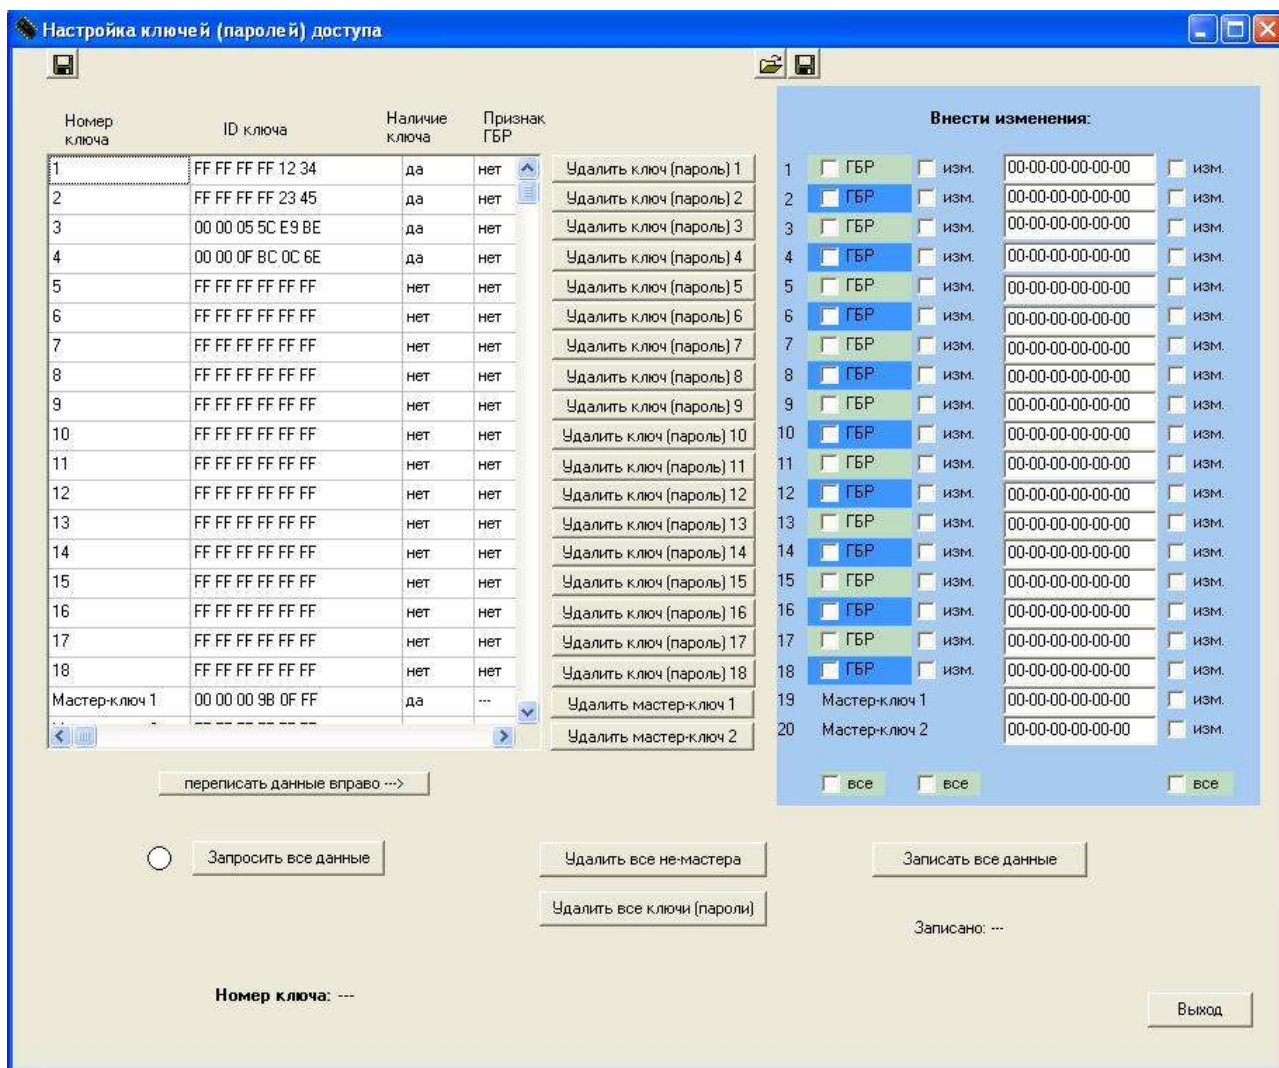 Настройка ключей (паролей) доступа
Внести изменения:
Номер ключа ID ключа Наличие ключа Признак ГБР
1 FF FF FF FF 12 34 да нет Удалить ключ (пароль) 1 1 ГБР изм. 00-00-00-00-00-00 изм.
2 FF FF FF FF 23 45 да нет Удалить ключ (пароль) 2 2 ГБР изм. 00-00-00-00-00-00 изм.
3 00 00 05 5C E9 BE да нет Удалить ключ (пароль) 3 3 ГБР изм. 00-00-00-00-00-00 изм.
4 00 00 0F BC 0C 6E да нет Удалить ключ (пароль) 4 4 ГБР изм. 00-00-00-00-00-00 изм.
5 FF FF FF FF FF FF нет нет Удалить ключ (пароль) 5 5 ГБР изм. 00-00-00-00-00-00 изм.
6 FF FF FF FF FF FF нет нет Удалить ключ (пароль) 6 6 ГБР изм. 00-00-00-00-00-00 изм.
7 FF FF FF FF FF FF нет нет Удалить ключ (пароль) 7 7 ГБР изм. 00-00-00-00-00-00 изм.
8 FF FF FF FF FF FF нет нет Удалить ключ (пароль) 8 8 ГБР изм. 00-00-00-00-00-00 изм.
9 FF FF FF FF FF FF нет нет Удалить ключ (пароль) 9 9 ГБР изм. 00-00-00-00-00-00 изм.
10 FF FF FF FF FF FF нет нет Удалить ключ (пароль) 10 10 ГБР изм. 00-00-00-00-00-00 изм.
11 FF FF FF FF FF FF нет нет Удалить ключ (пароль) 11 11 ГБР изм. 00-00-00-00-00-00 изм.
12 FF FF FF FF FF FF нет нет Удалить ключ (пароль) 12 12 ГБР изм. 00-00-00-00-00-00 изм.
13 FF FF FF FF FF FF нет нет Удалить ключ (пароль) 13 13 ГБР изм. 00-00-00-00-00-00 изм.
14 FF FF FF FF FF FF нет нет Удалить ключ (пароль) 14 14 ГБР изм. 00-00-00-00-00-00 изм.
15 FF FF FF FF FF FF нет нет Удалить ключ (пароль) 15 15 ГБР изм. 00-00-00-00-00-00 изм.
16 FF FF FF FF FF FF нет нет Удалить ключ (пароль) 16 16 ГБР изм. 00-00-00-00-00-00 изм.
17 FF FF FF FF FF FF нет нет Удалить ключ (пароль) 17 17 ГБР изм. 00-00-00-00-00-00 изм.
18 FF FF FF FF FF FF нет нет Удалить ключ (пароль) 18 18 ГБР изм. 00-00-00-00-00-00 изм.
Мастер-ключ 1 00 00 00 9B 0F FF да --- Удалить мастер-ключ 1 19 Мастер-ключ 1 00-00-00-00-00-00 изм.
Удалить мастер-ключ 2 20 Мастер-ключ 2 00-00-00-00-00-00 изм.
переписать данные вправо ---> все все все
Запросить все данные Удалить все не-мастера Записать все данные
Удалить все ключи (пароли)
Записано: ---
Номер ключа: ---
Выход